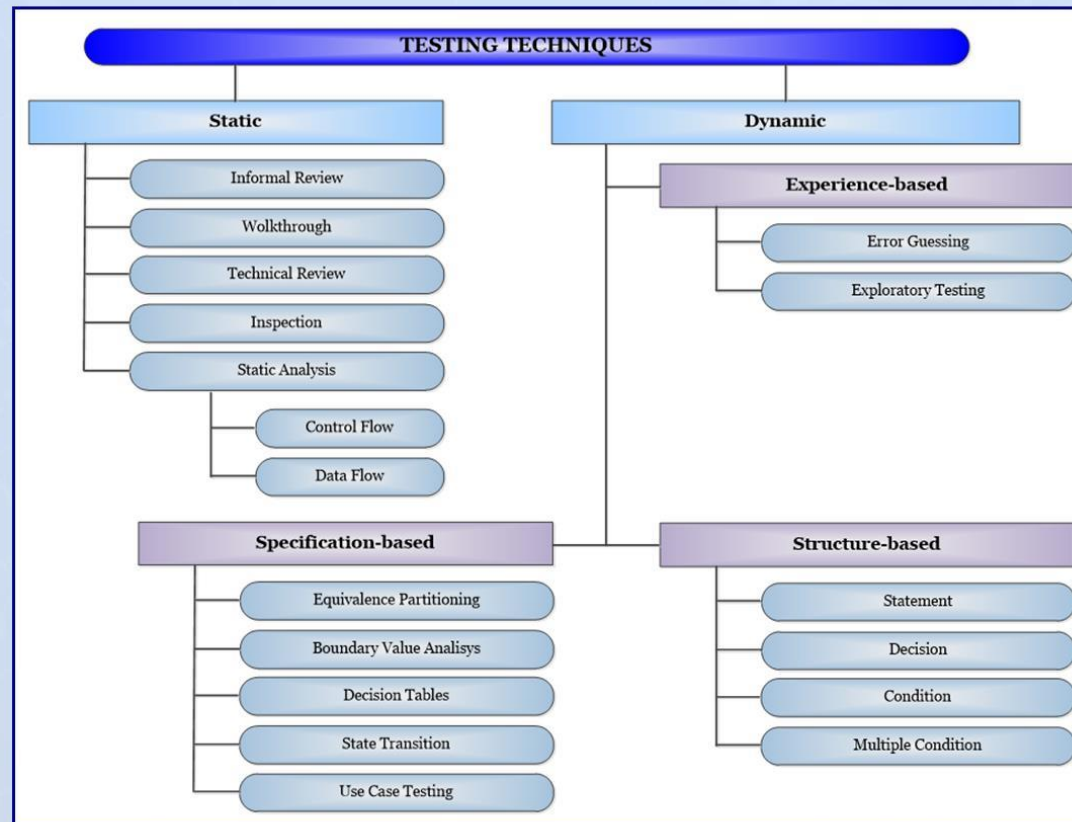 TESTING TECHNIQUES
Static
Informal Review
Wolkthrough
Technical Review
Inspection
Static Analysis
Control Flow
Data Flow
Dynamic
Experience-based
Error Guessing
Exploratory Testing
Specification-based
Equivalence Partitioning
Boundary Value Analisys
Decision Tables
State Transition
Use Case Testing
Structure-based
Statement
Decision
Condition
Multiple Condition